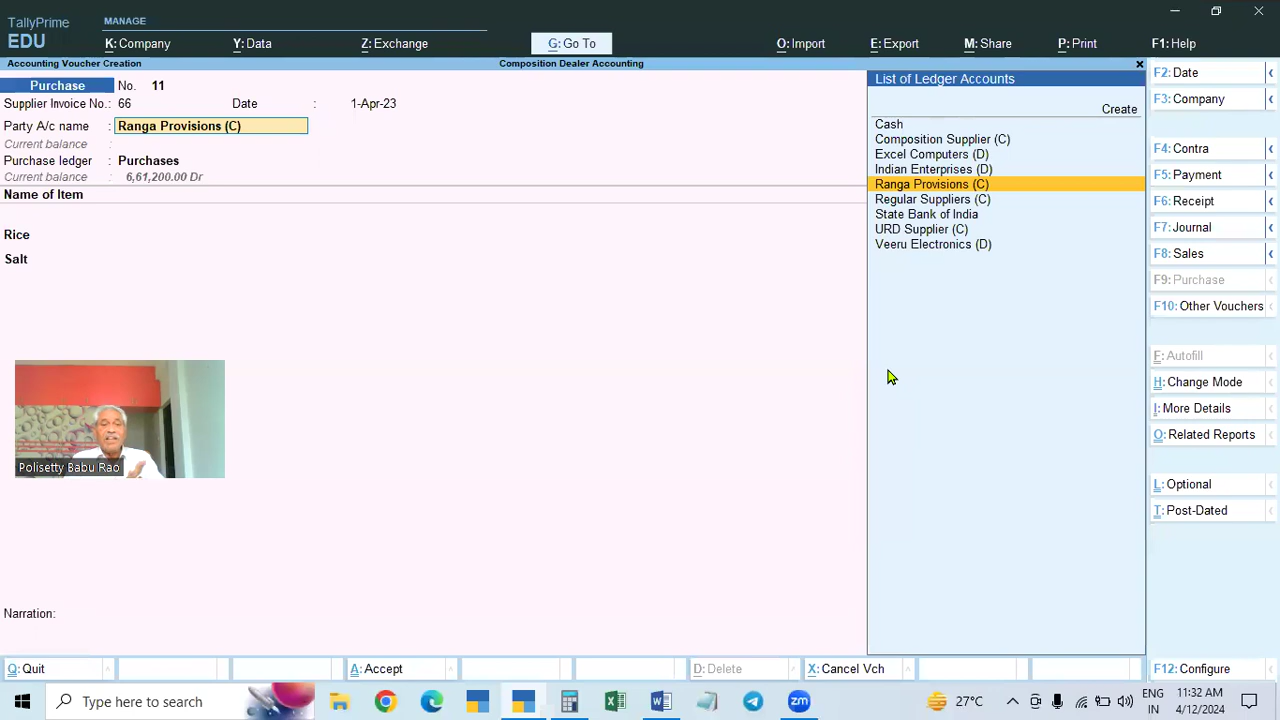 TallyPrime
EDU
MANAGE
K: Company
Y: Data
Z: Exchange
G: Go To
O: Import
E: Export
M: Share
P: Print
F1: Help
Accounting Voucher Creation
Composition Dealer Accounting
Purchase No. 11
Supplier Invoice No.: 66 Date : 1-Apr-23
Party A/c name : Ranga Provisions (C)
Current balance :
Purchase ledger : Purchases
Current balance : 6,61,200.00 Dr
Name of Item
Rice
Salt
Polisetty Babu Rao
Narration:
List of Ledger Accounts
Create
Cash
Composition Supplier (C)
Excel Computers (D)
Indian Enterprises (D)
Ranga Provisions (C)
Regular Suppliers (C)
State Bank of India
URD Supplier (C)
Veeru Electronics (D)
F2: Date
F3: Company
F4: Contra
F5: Payment
F6: Receipt
F7: Journal
F8: Sales
F9: Purchase
F10: Other Vouchers
F: Autofill
H: Change Mode
I: More Details
O: Related Reports
L: Optional
T: Post-Dated
Q: Quit
A: Accept
D: Delete
X: Cancel Vch
F12: Configure
Type here to search
27°C
ENG
IN
11:32 AM
4/12/2024